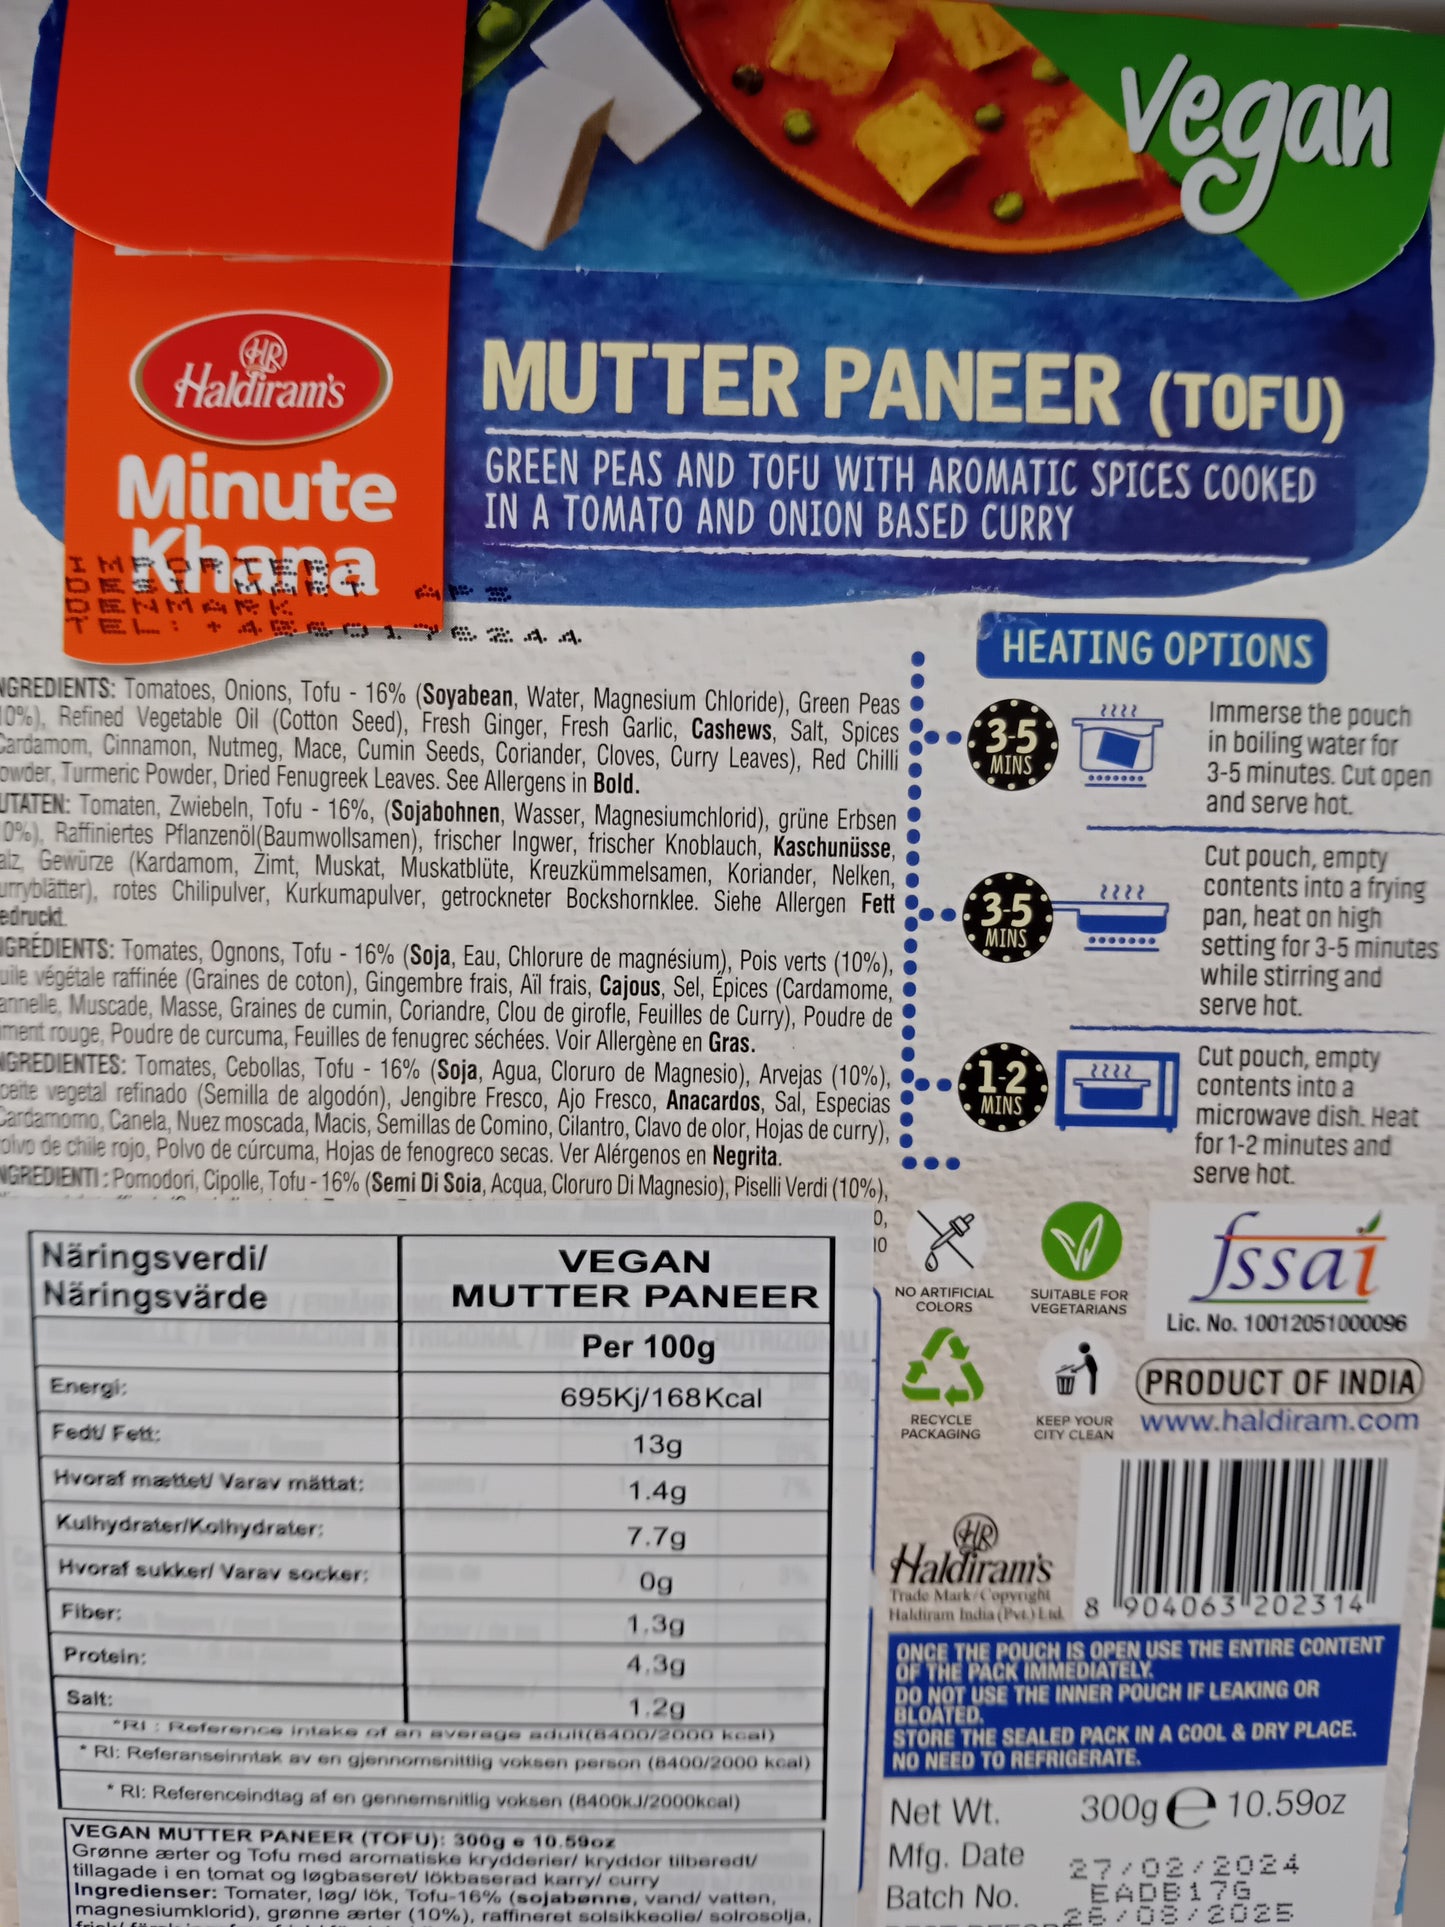 Vegan
HR
Haldiram's
Minute
Khana
MUTTER PANEER (TOFU)
GREEN PEAS AND TOFU WITH AROMATIC SPICES COOKED
IN A TOMATO AND ONION BASED CURRY
IMPORTER:
DESI MART APS
DENMARK
NGREDIENTS: Tomatoes, Onions, Tofu - 16% (Soyabean, Water, Magnesium Chloride), Green Peas
10%), Refined Vegetable Oil (Cotton Seed), Fresh Ginger, Fresh Garlic, Cashews, Salt, Spices
Cardamom, Cinnamon, Nutmeg, Mace, Cumin Seeds, Coriander, Cloves, Curry Leaves), Red Chilli
owder, Turmeric Powder, Dried Fenugreek Leaves. See Allergens in Bold.
UTATEN: Tomaten, Zwiebeln, Tofu - 16%, (Sojabohnen, Wasser, Magnesiumchlorid), grüne Erbsen
0%), Raffiniertes Pflanzenöl(Baumwollsamen), frischer Ingwer, frischer Knoblauch, Kaschunüsse,
alz, Gewürze (Kardamom, Zimt, Muskat, Muskatblüte, Kreuzkümmelsamen, Koriander, Nelken,
urryblätter), rotes Chilipulver, Kurkumapulver, getrockneter Bockshornklee. Siehe Allergen Fett
edruckt.
NGRÉDIENTS: Tomates, Ognons, Tofu - 16% (Soja, Eau, Chlorure de magnésium), Pois verts (10%),
uile végétale raffinée (Graines de coton), Gingembre frais, Aïl frais, Cajous, Sel, Épices (Cardamome,
annelle, Muscade, Masse, Graines de cumin, Coriandre, Clou de girofle, Feuilles de Curry), Poudre de
iment rouge, Poudre de curcuma, Feuilles de fenugrec séchées. Voir Allergène en Gras.
NGREDIENTES: Tomates, Cebollas, Tofu - 16% (Soja, Agua, Cloruro de Magnesio), Arvejas (10%),
ceite vegetal refinado (Semilla de algodón), Jengibre Fresco, Ajo Fresco, Anacardos, Sal, Especias
Cardamomo, Canela, Nuez moscada, Macis, Semillas de Comino, Cilantro, Clavo de olor, Hojas de curry),
olvo de chile rojo, Polvo de cúrcuma, Hojas de fenogreco secas. Ver Alérgenos en Negrita.
NGREDIENTI : Pomodori, Cipolle, Tofu - 16% (Semi Di Soia, Acqua, Cloruro Di Magnesio), Piselli Verdi (10%),
HEATING OPTIONS
3-5
MINS
Immerse the pouch
in boiling water for
3-5 minutes. Cut open
and serve hot.
3-5
MINS
Cut pouch, empty
contents into a frying
pan, heat on high
setting for 3-5 minutes
while stirring and
serve hot.
1-2
MINS
Cut pouch, empty
contents into a
microwave dish. Heat
for 1-2 minutes and
serve hot.
Näringsverdi/
Näringsvärde
VEGAN
MUTTER PANEER
Per 100g
Energi: 695Kj/168Kcal
Fedt/ Fett: 13g
Hvoraf mættet/ Varav mättat: 1.4g
Kulhydrater/Kolhydrater: 7.7g
Hvoraf sukker/ Varav socker: 0g
Fiber: 1.3g
Protein: 4.3g
Salt: 1.2g
*RI : Reference intake of an average adult(8400/2000 kcal)
* RI: Referanseinntak av en gjennomsnittlig voksen person (8400/2000 kcal)
* RI: Referenceindtag af en gennemsnitlig voksen (8400kJ/2000kcal)
VEGAN MUTTER PANEER (TOFU): 300g e 10.59oz
Grønne ærter og Tofu med aromatiske krydderier/ kryddor tilberedt/
tillagade i en tomat og løgbaseret/ lökbaserad karry/ curry
Ingredienser: Tomater, løg/ lök, Tofu-16% (sojabønne, vand/ vatten,
magnesiumklorid), grønne ærter (10%), raffineret solsikkeolie/ solrosolja,
NO ARTIFICIAL
COLORS
SUITABLE FOR
VEGETARIANS
RECYCLE
PACKAGING
KEEP YOUR
CITY CLEAN
fssai
Lic. No. 10012051000096
PRODUCT OF INDIA
www.haldiram.com
HR
Haldiram's
Trade Mark/Copyright
Haldiram India (Pvt.) Ltd.
8 904063 202314
ONCE THE POUCH IS OPEN USE THE ENTIRE CONTENT
OF THE PACK IMMEDIATELY.
DO NOT USE THE INNER POUCH IF LEAKING OR
BLOATED.
STORE THE SEALED PACK IN A COOL & DRY PLACE.
NO NEED TO REFRIGERATE.
Net Wt. 300g e 10.59oz
Mfg. Date 27/02/2024
Batch No. EADB17G
26/08/2025